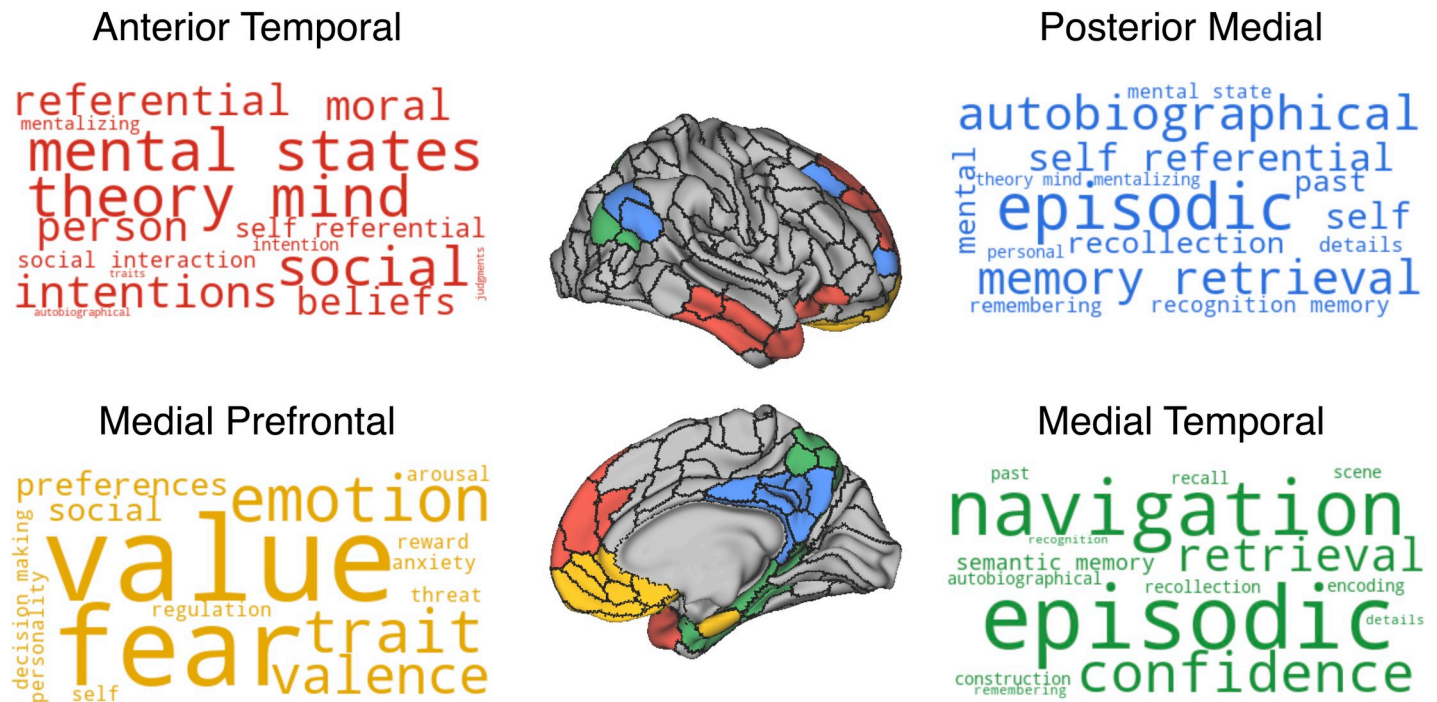 Anterior Temporal
referential moral
mentalizing
mental states
theory mind
person self referential
intention
social interaction social
traits
judgments
intentions beliefs
autobiographical
Posterior Medial
mental state
autobiographical
mental
self referential
theory mind mentalizing past
episodic self
personal recollection details
memory retrieval
remembering recognition memory
Medial Prefrontal
arousal
preferences emotion
social
decision making
value
reward
anxiety
personality
threat
regulation
fear trait
valence
self
Medial Temporal
past recall scene
navigation
recognition
semantic memory retrieval
autobiographical recollection encoding
episodic
details
construction confidence
remembering